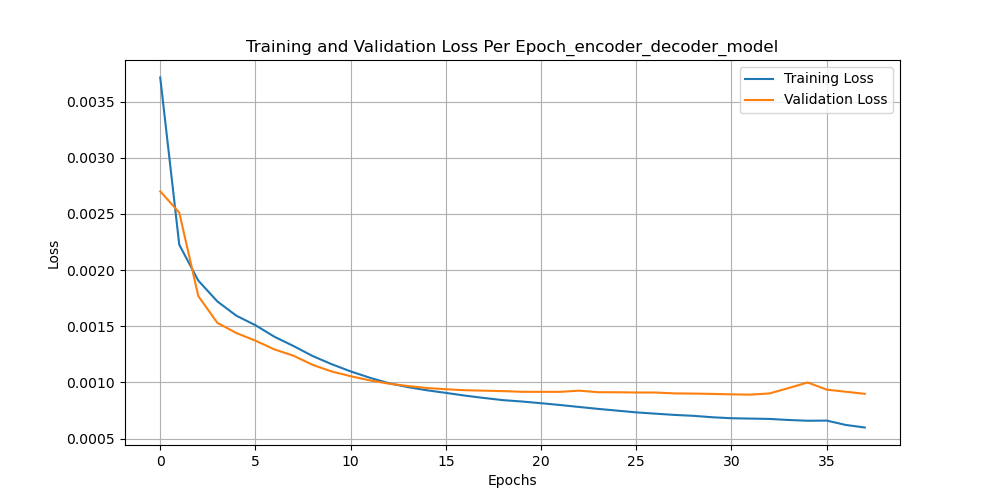 Training and Validation Loss Per Epoch_encoder_decoder_model
Training Loss
Validation Loss
0.0035
0.0030
0.0025
0.0020
0.0015
0.0010
0.0005
Loss
0 5 10 15 20 25 30 35
Epochs